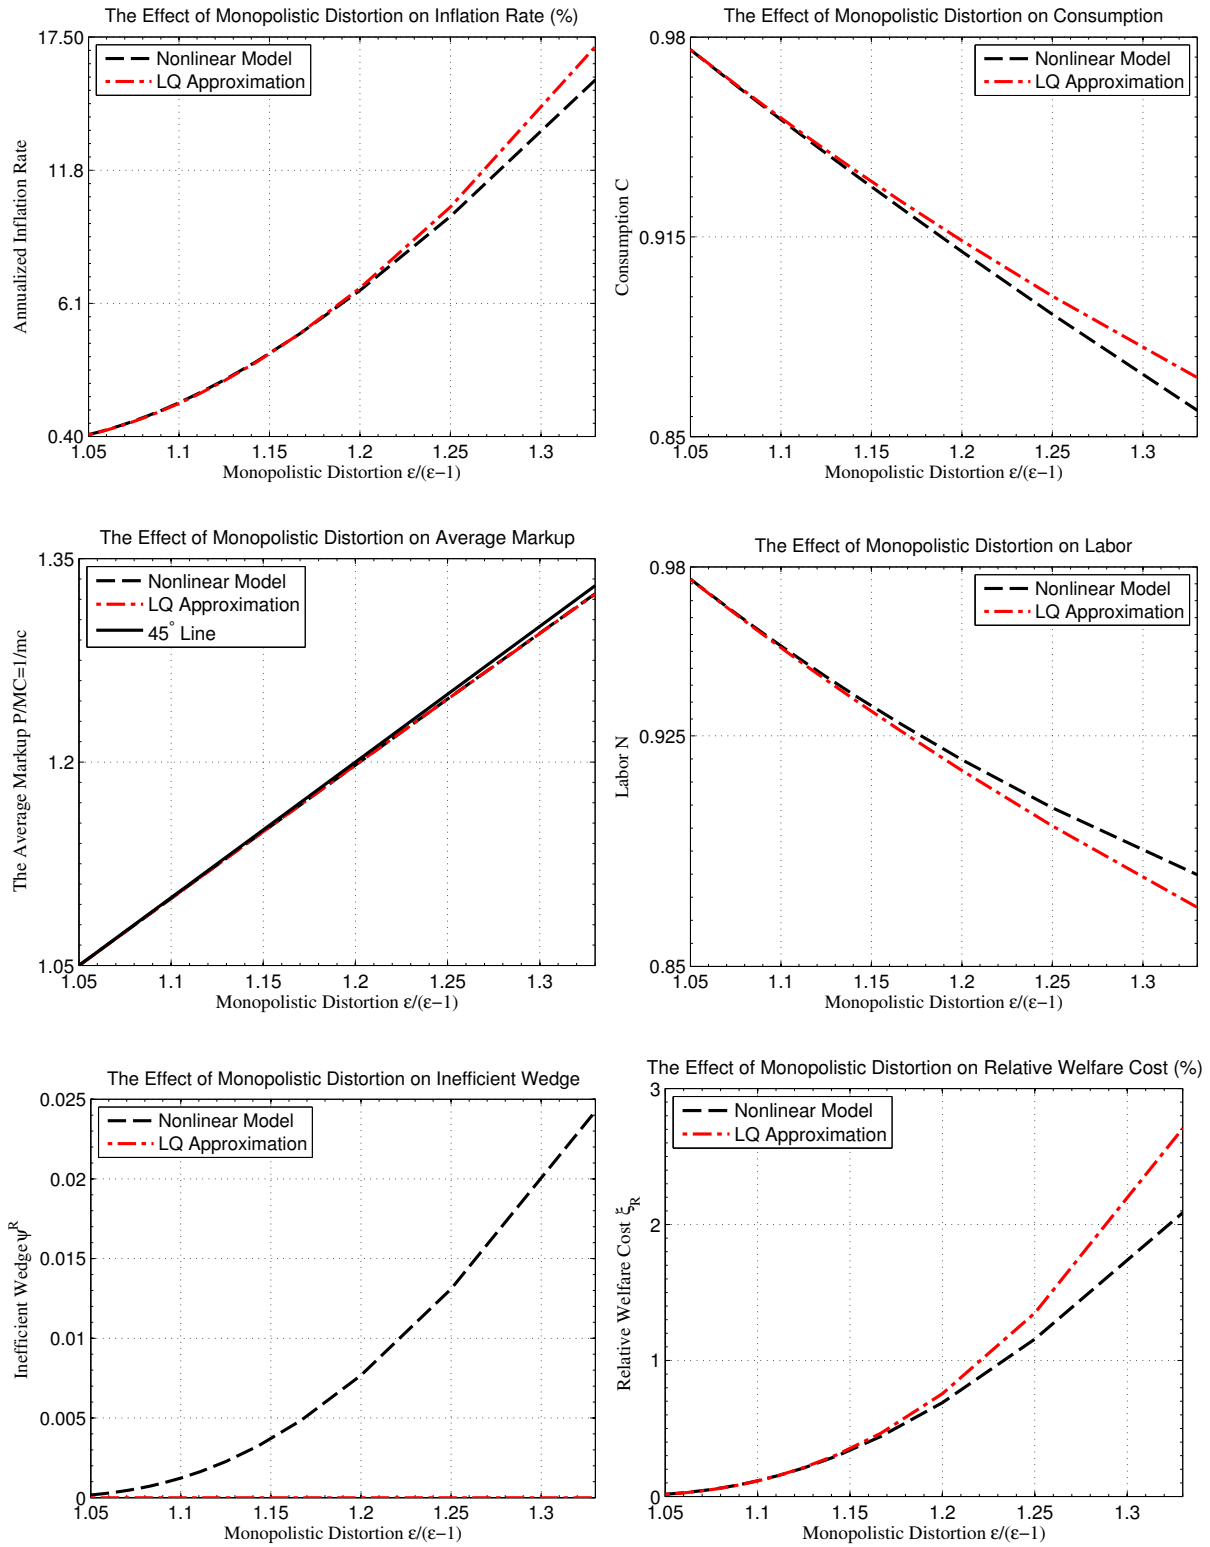 The Effect of Monopolistic Distortion on Inflation Rate (%)
17.50
11.8
6.1
0.40
Annualized Inflation Rate
Nonlinear Model
LQ Approximation
1.05 1.1 1.15 1.2 1.25 1.3
Monopolistic Distortion ε/(ε−1)
The Effect of Monopolistic Distortion on Consumption
0.98
0.915
0.85
Consumption C
Nonlinear Model
LQ Approximation
1.05 1.1 1.15 1.2 1.25 1.3
Monopolistic Distortion ε/(ε−1)
The Effect of Monopolistic Distortion on Average Markup
1.35
1.2
1.05
The Average Markup P/MC=1/mc
Nonlinear Model
LQ Approximation
45° Line
1.05 1.1 1.15 1.2 1.25 1.3
Monopolistic Distortion ε/(ε−1)
The Effect of Monopolistic Distortion on Labor
0.98
0.925
0.85
Labor N
Nonlinear Model
LQ Approximation
1.05 1.1 1.15 1.2 1.25 1.3
Monopolistic Distortion ε/(ε−1)
The Effect of Monopolistic Distortion on Inefficient Wedge
0.025
0.02
0.015
0.01
0.005
0
Inefficient Wedge ψ^R
Nonlinear Model
LQ Approximation
1.05 1.1 1.15 1.2 1.25 1.3
Monopolistic Distortion ε/(ε−1)
The Effect of Monopolistic Distortion on Relative Welfare Cost (%)
3
2
1
0
Relative Welfare Cost ξ_R
Nonlinear Model
LQ Approximation
1.05 1.1 1.15 1.2 1.25 1.3
Monopolistic Distortion ε/(ε−1)